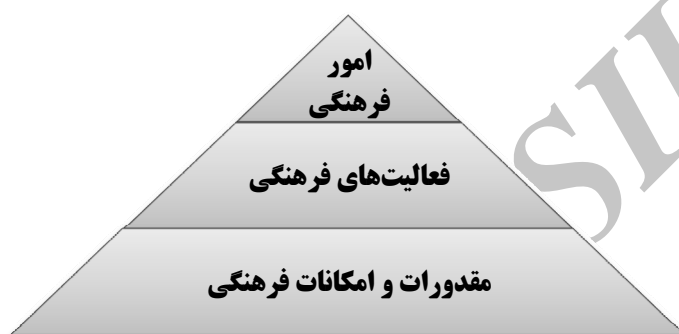 امور
فرهنگی
فعالیت‌های فرهنگی
مقدورات و امکانات فرهنگی